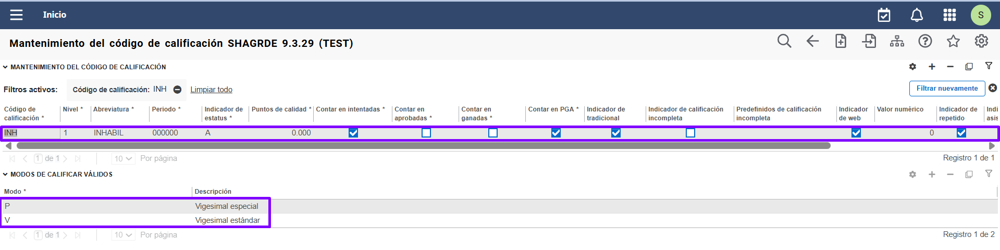 Inicio
S
Mantenimiento del código de calificación SHAGRDE 9.3.29 (TEST)
MANTENIMIENTO DEL CÓDIGO DE CALIFICACIÓN
Filtros activos: Código de calificación: INH Limpiar todo Filtrar nuevamente
Código de calificación * Nivel * Abreviatura * Periodo * Indicador de estatus * Puntos de calidad * Contar en intentadas * Contar en aprobadas * Contar en ganadas * Contar en PGA * Indicador de tradicional Indicador de calificación incompleta Predefinidos de calificación incompleta Indicador de web Valor numérico Indicador de repetido Indi asis
INH 1 INHABIL 000000 A 0.000 0
1 de 1 10 Por página Registro 1 de 1
MODOS DE CALIFICAR VÁLIDOS
Modo * Descripción
P Vigesimal especial
V Vigesimal estándar
1 de 1 10 Por página Registro 1 de 2